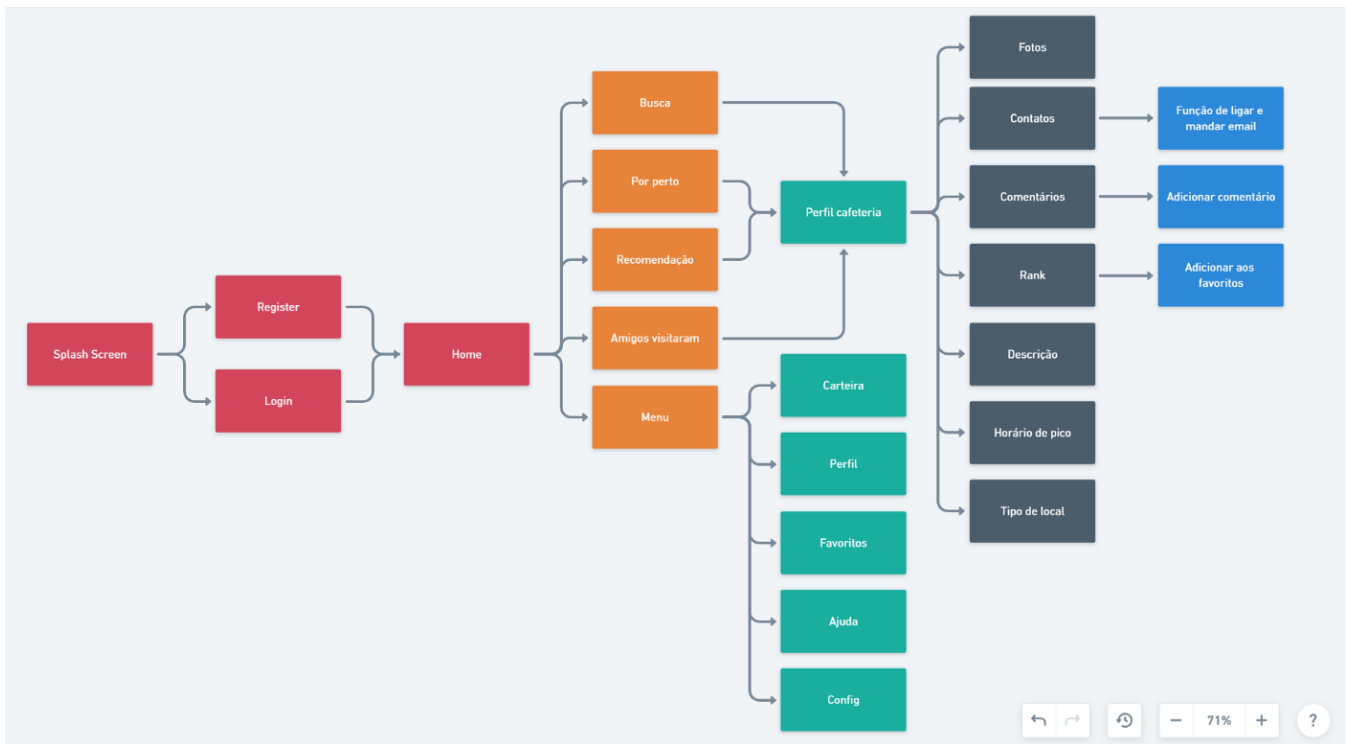 Splash Screen
Register
Login
Home
Busca
Por perto
Recomendação
Amigos visitaram
Menu
Perfil cafeteria
Carteira
Perfil
Favoritos
Ajuda
Config
Fotos
Contatos
Comentários
Rank
Descrição
Horário de pico
Tipo de local
Função de ligar e
mandar email
Adicionar comentário
Adicionar aos
favoritos
71%
?